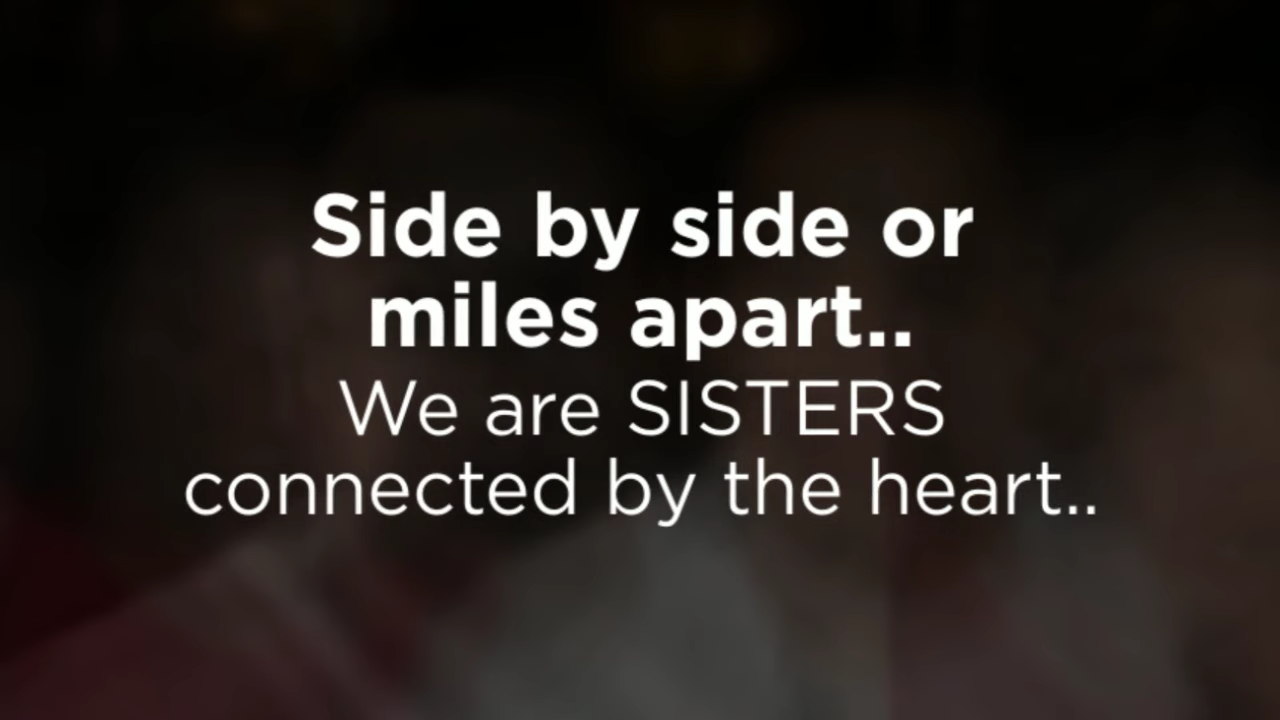 Side by side or
miles apart..
We are SISTERS
connected by the heart..